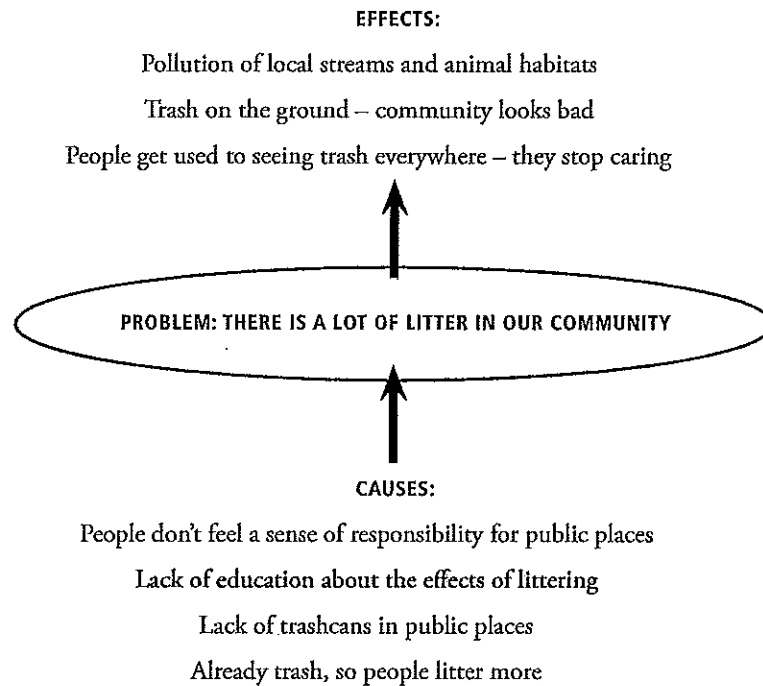 EFFECTS:
Pollution of local streams and animal habitats
Trash on the ground – community looks bad
People get used to seeing trash everywhere – they stop caring
PROBLEM: THERE IS A LOT OF LITTER IN OUR COMMUNITY
CAUSES:
People don't feel a sense of responsibility for public places
Lack of education about the effects of littering
Lack of trashcans in public places
Already trash, so people litter more